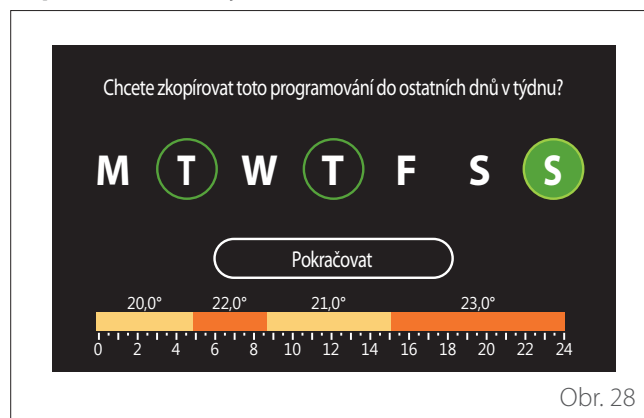 Chcete zkopírovat toto programování do ostatních dnů v týdnu?
M T W T F S S
Pokračovat
20,0° 22,0° 21,0° 23,0°
0 2 4 6 8 10 12 14 16 18 20 22 24
Obr. 28